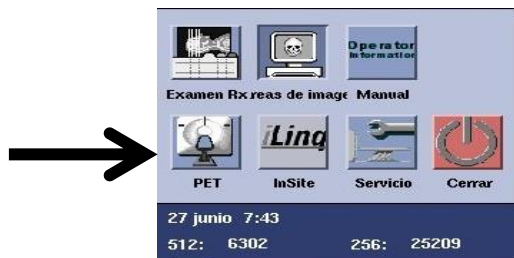 Operator
Information
Examen Rx reas de image Manual
iLinq
PET InSite Servicio Cerrar
27 junio 7:43
512: 6302 256: 25209